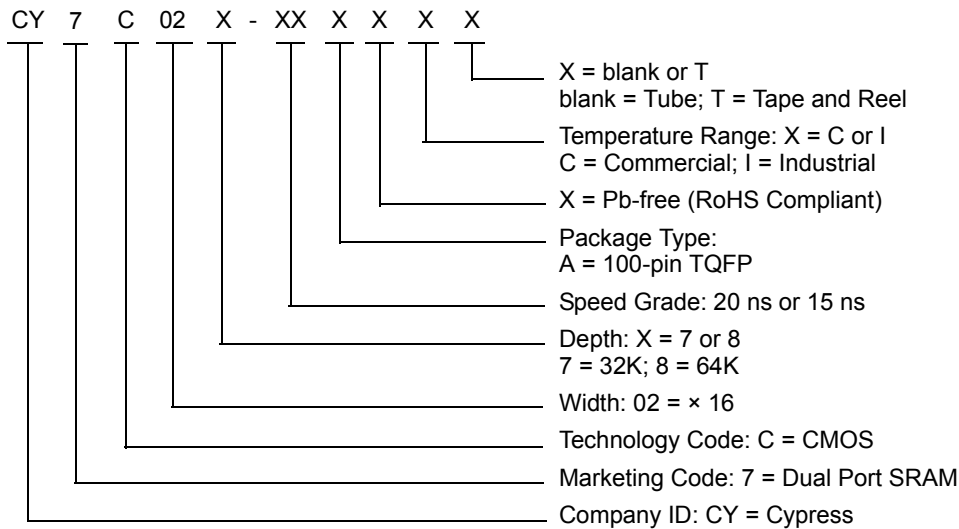 CY 7 C 02 X - XX X X X X
X = blank or T
blank = Tube; T = Tape and Reel
Temperature Range: X = C or I
C = Commercial; I = Industrial
X = Pb-free (RoHS Compliant)
Package Type:
A = 100-pin TQFP
Speed Grade: 20 ns or 15 ns
Depth: X = 7 or 8
7 = 32K; 8 = 64K
Width: 02 = × 16
Technology Code: C = CMOS
Marketing Code: 7 = Dual Port SRAM
Company ID: CY = Cypress